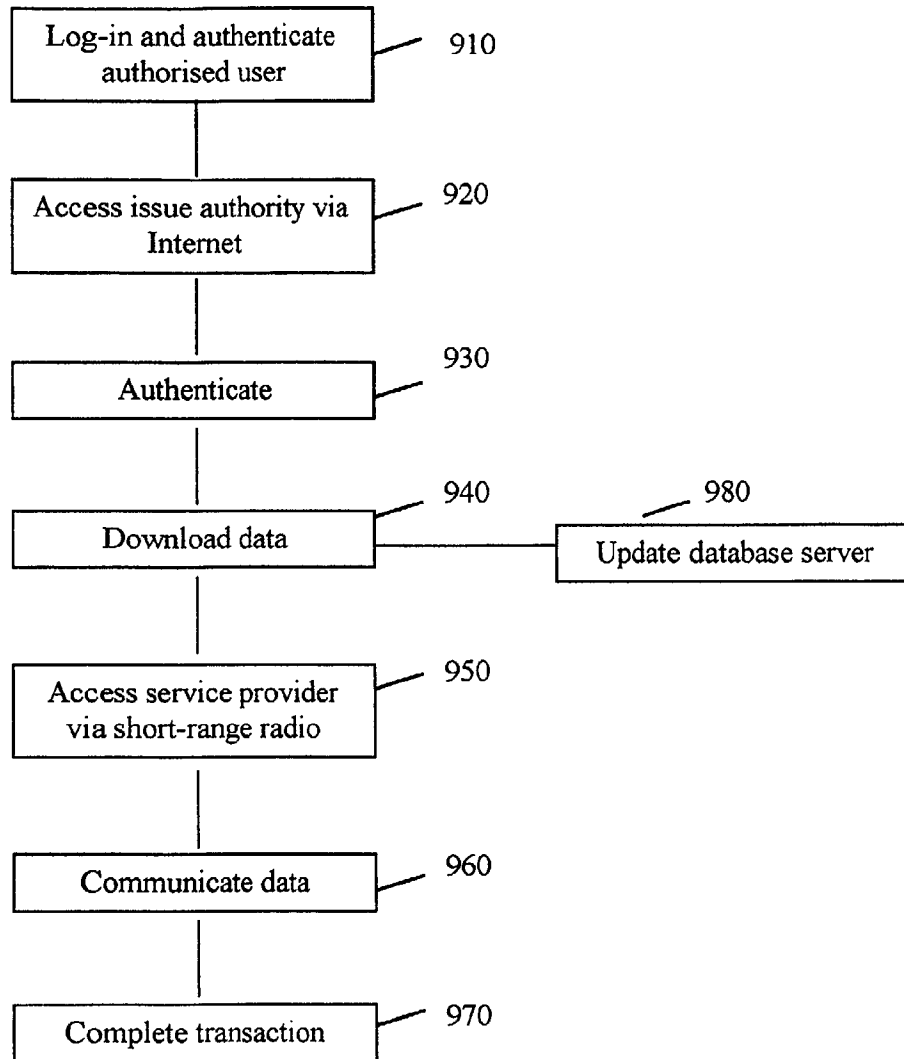 Log-in and authenticate
authorised user
910
Access issue authority via
Internet
920
Authenticate
930
Download data
940
Update database server
980
Access service provider
via short-range radio
950
Communicate data
960
Complete transaction
970